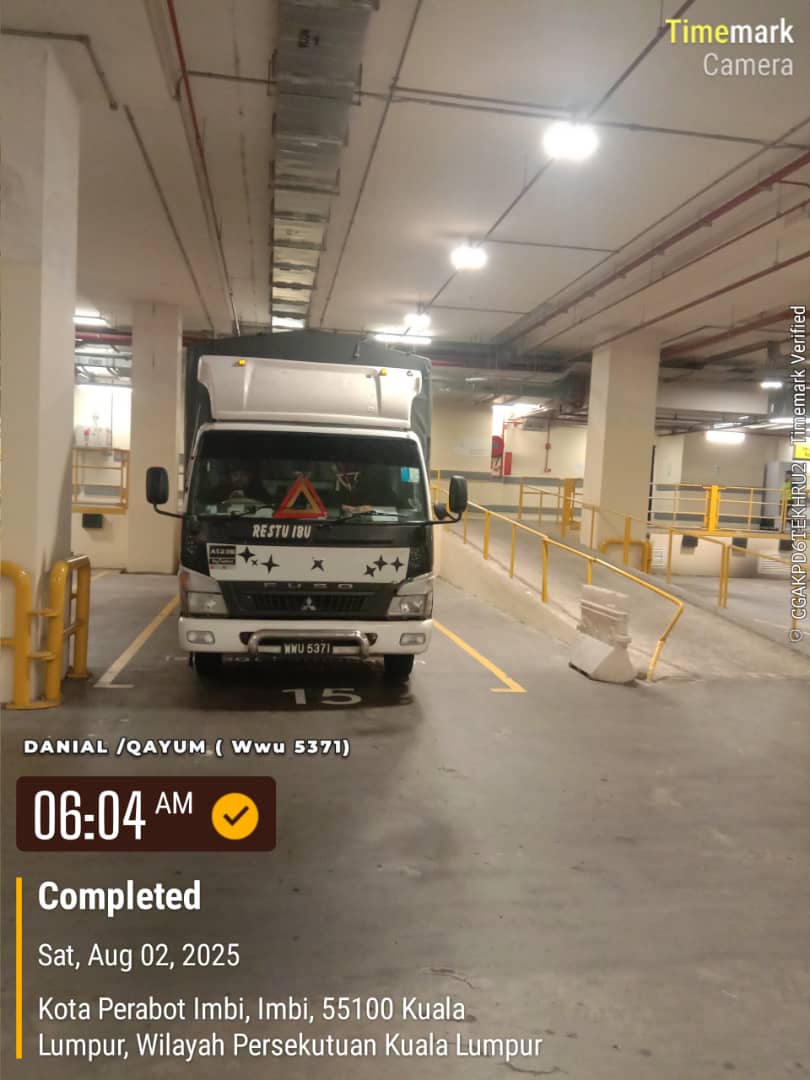 Timemark
Camera
RESTU IBU
FUSO
WWU 5371
15
DANIAL /QAYUM ( Wwu 5371)
06:04 AM
Completed
Sat, Aug 02, 2025
Kota Perabot Imbi, Imbi, 55100 Kuala
Lumpur, Wilayah Persekutuan Kuala Lumpur
© CGAKPD6TEKHRU2 Timemark Verified